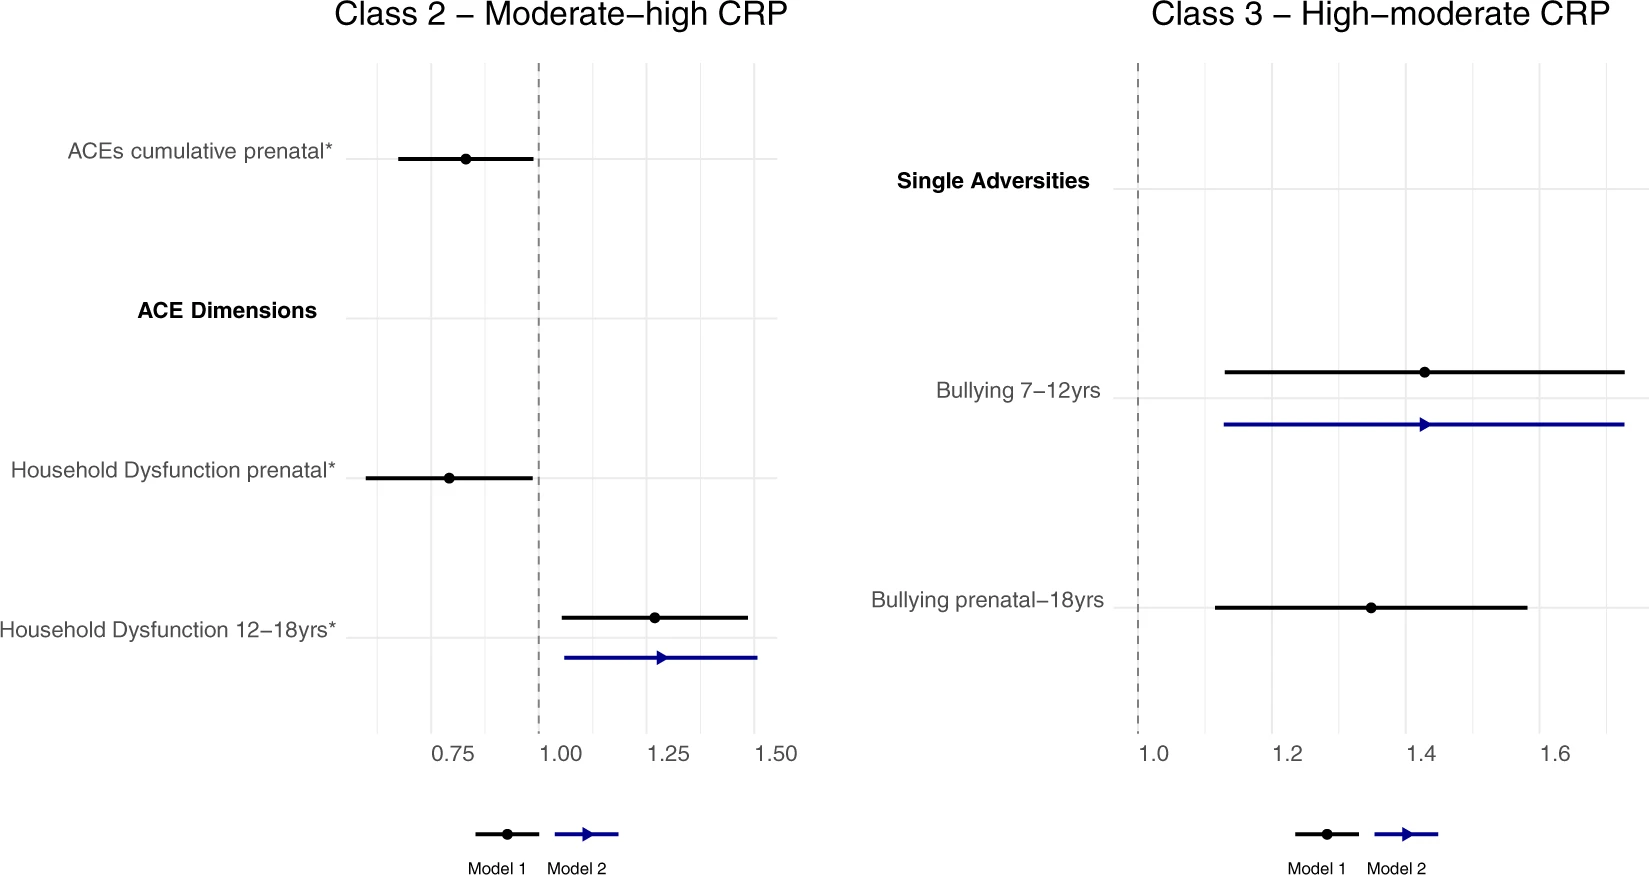 Class 2 – Moderate–high CRP
ACEs cumulative prenatal*
ACE Dimensions
Household Dysfunction prenatal*
Household Dysfunction 12–18yrs*
0.75 1.00 1.25 1.50
Model 1 Model 2
Class 3 – High–moderate CRP
Single Adversities
Bullying 7–12yrs
Bullying prenatal–18yrs
1.0 1.2 1.4 1.6
Model 1 Model 2